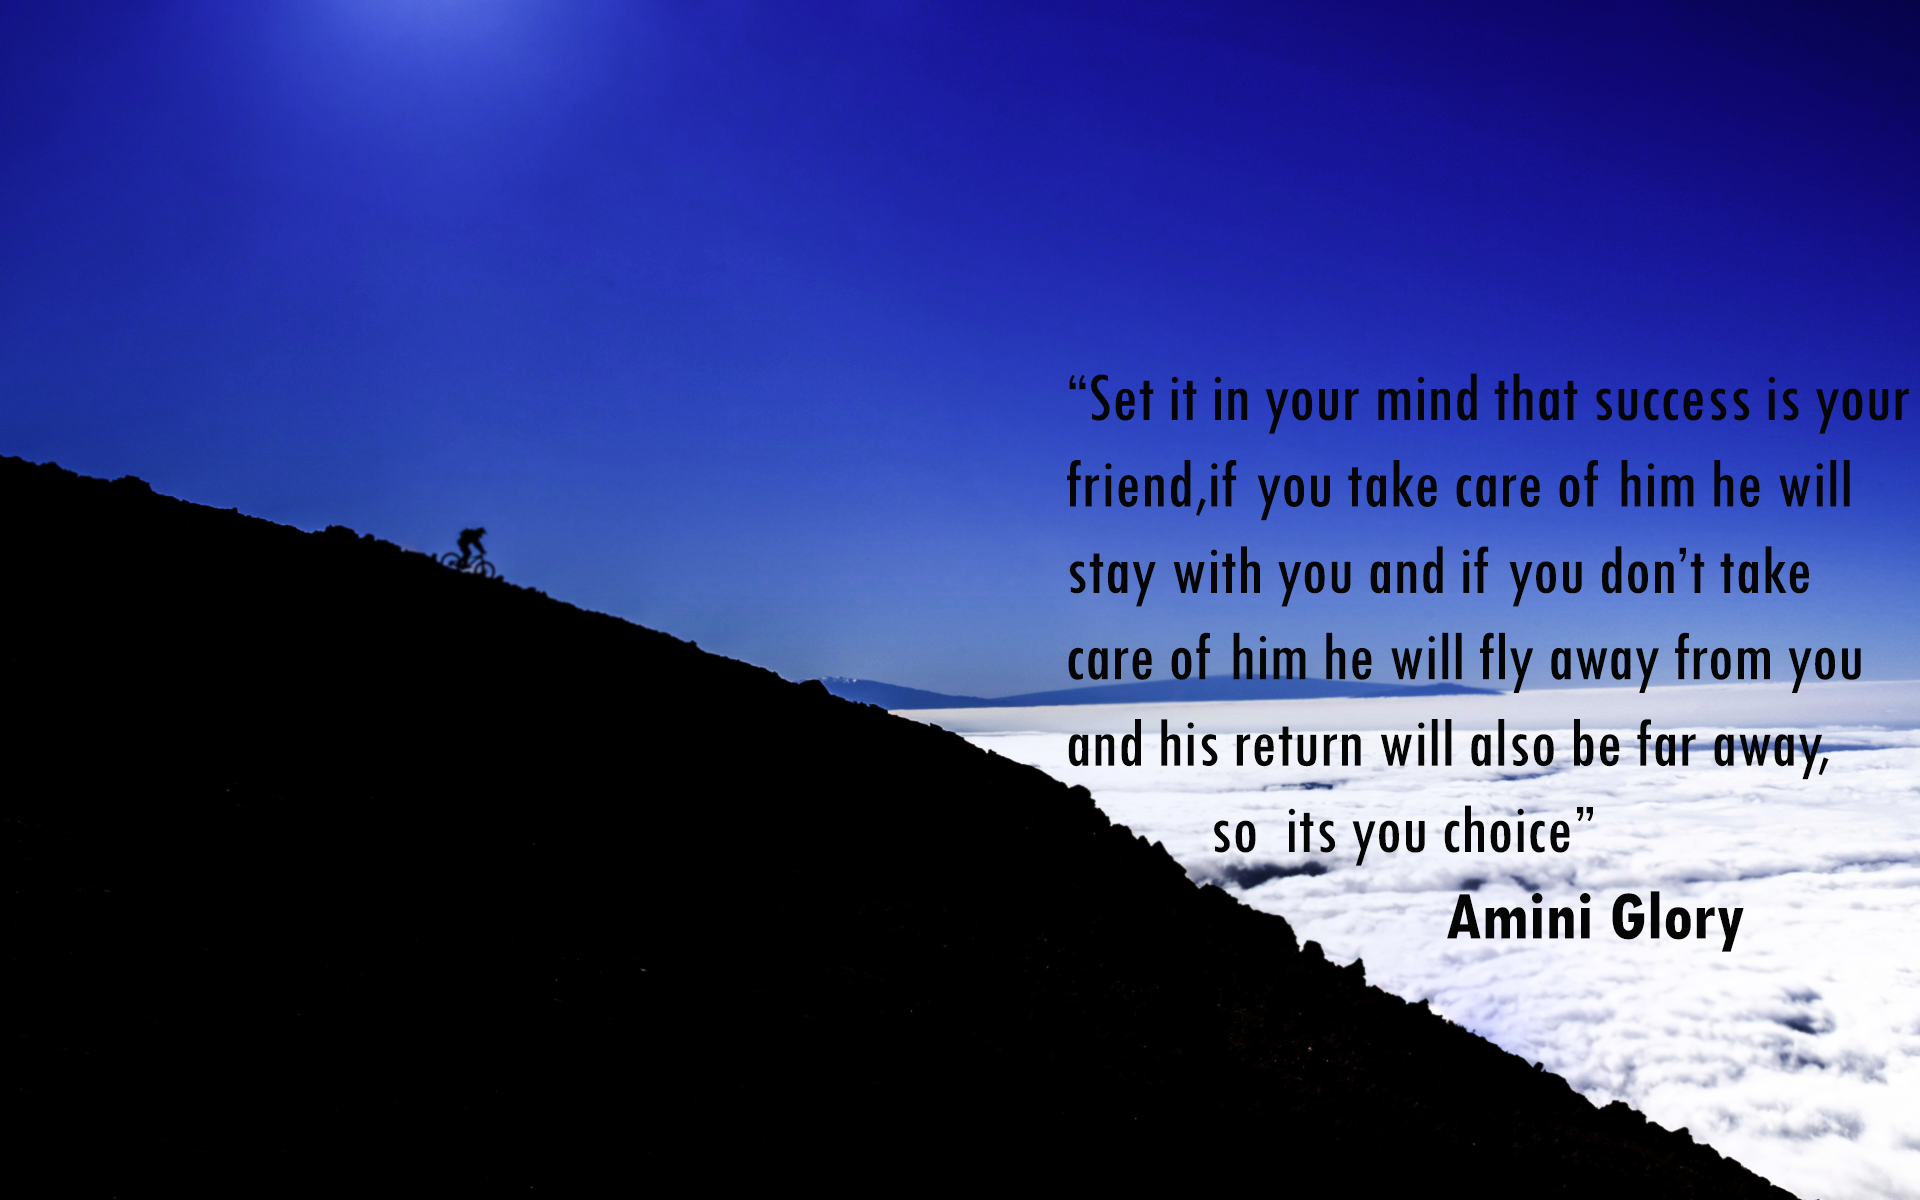 “Set it in your mind that success is your
friend,if you take care of him he will
stay with you and if you don’t take
care of him he will fly away from you
and his return will also be far away,
so its you choice”
Amini Glory